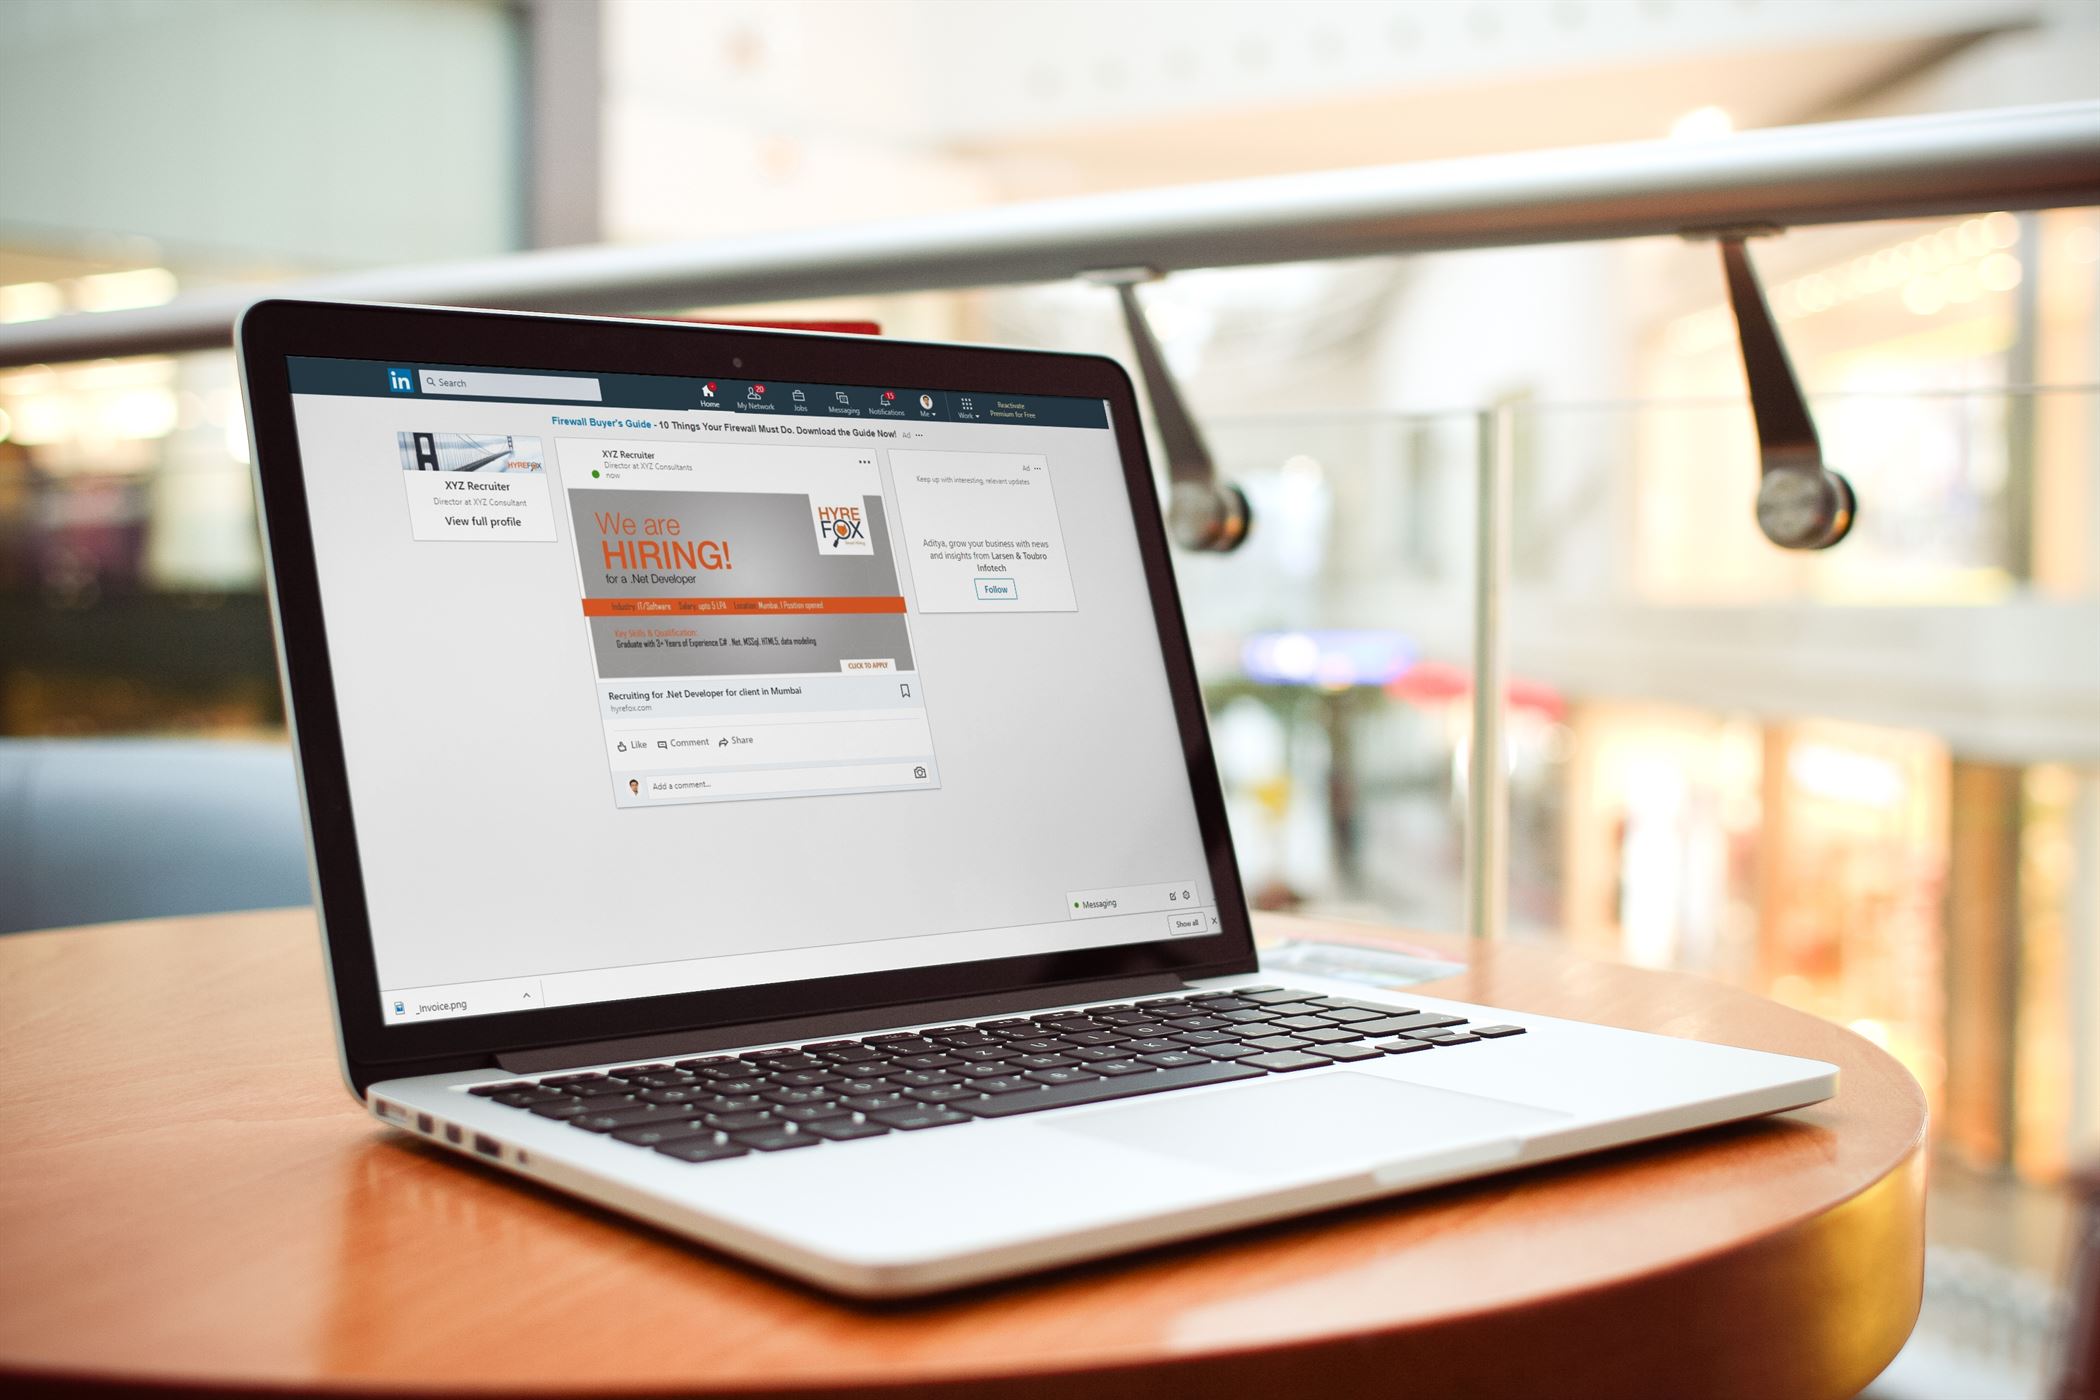 in
Search
Home
20
My Network
Jobs
Messaging
15
Notifications
Me
Work
Reactivate
Premium for Free
Firewall Buyer's Guide - 10 Things Your Firewall Must Do. Download the Guide Now! Ad ···
HYREFOX
XYZ Recruiter
Director at XYZ Consultant
View full profile
XYZ Recruiter
Director at XYZ Consultants
now
We are
HIRING!
for a .Net Developer
HYRE
FOX
Industry: IT/Software Salary: upto 5 LPA Location: Mumbai. 1 Position opened
Key Skills & Qualification:
Graduate with 3+ Years of Experience C# . Net, MSSql, HTML5, data modeling
CLICK TO APPLY
Recruiting for .Net Developer for client in Mumbai
hyrefox.com
Like
Comment
Share
Add a comment...
Ad ···
Keep up with interesting, relevant updates
Aditya, grow your business with news
and insights from Larsen & Toubro
Infotech
Follow
Messaging
Show all
X
_Invoice.png